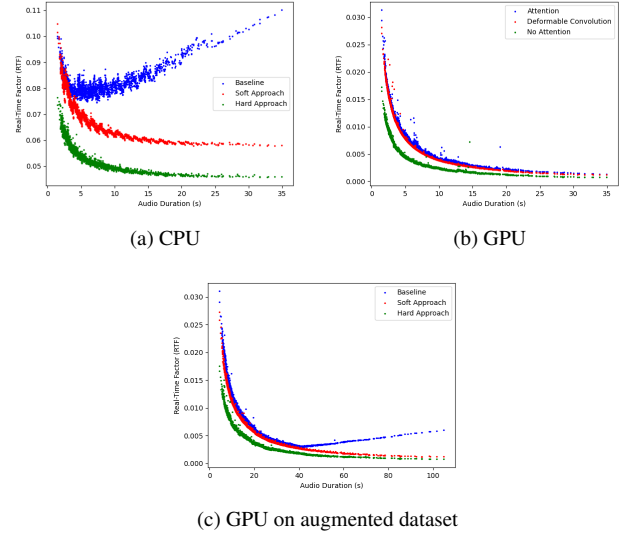 0.11
0.10
0.09
0.08
0.07
0.06
0.05
Real-Time Factor (RTF)
Baseline
Soft Approach
Hard Approach
0 5 10 15 20 25 30 35
Audio Duration (s)
(a) CPU
0.030
0.025
0.020
0.015
0.010
0.005
0.000
Real-Time Factor (RTF)
Attention
Deformable Convolution
No Attention
0 5 10 15 20 25 30 35
Audio Duration (s)
(b) GPU
0.030
0.025
0.020
0.015
0.010
0.005
0.000
Real-Time Factor (RTF)
Baseline
Soft Approach
Hard Approach
0 20 40 60 80 100
Audio Duration (s)
(c) GPU on augmented dataset